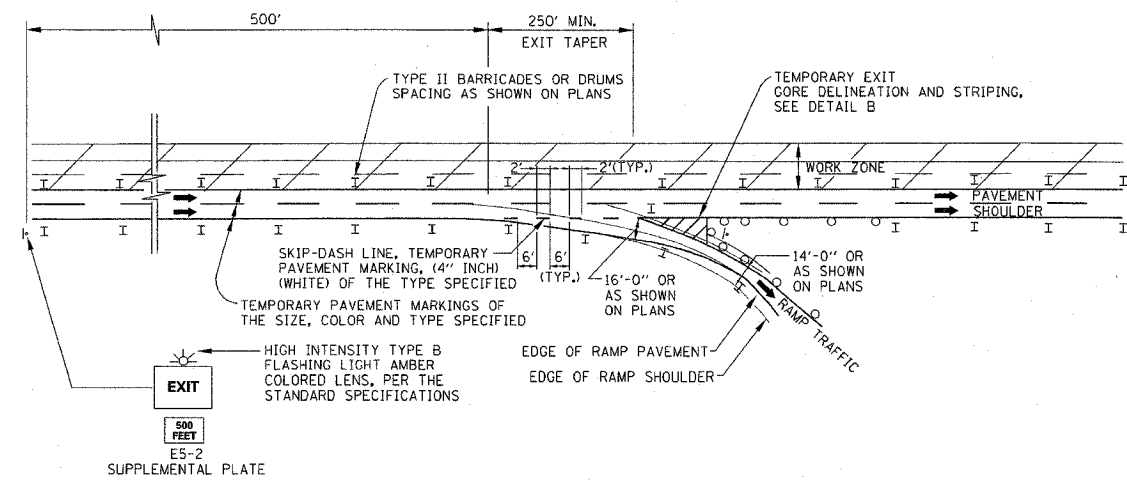 500'
250' MIN.
EXIT TAPER
TYPE II BARRICADES OR DRUMS
SPACING AS SHOWN ON PLANS
TEMPORARY EXIT
GORE DELINEATION AND STRIPING,
SEE DETAIL B
2'
2'(TYP.)
WORK ZONE
PAVEMENT
SHOULDER
SKIP-DASH LINE, TEMPORARY
PAVEMENT MARKING, (4" INCH)
(WHITE) OF THE TYPE SPECIFIED
6'
6'
(TYP.)
16'-0" OR
AS SHOWN
ON PLANS
14'-0" OR
AS SHOWN
ON PLANS
TEMPORARY PAVEMENT MARKINGS OF
THE SIZE, COLOR AND TYPE SPECIFIED
RAMP TRAFFIC
HIGH INTENSITY TYPE B
FLASHING LIGHT AMBER
COLORED LENS, PER THE
STANDARD SPECIFICATIONS
EDGE OF RAMP PAVEMENT
EDGE OF RAMP SHOULDER
EXIT
500
FEET
E5-2
SUPPLEMENTAL PLATE